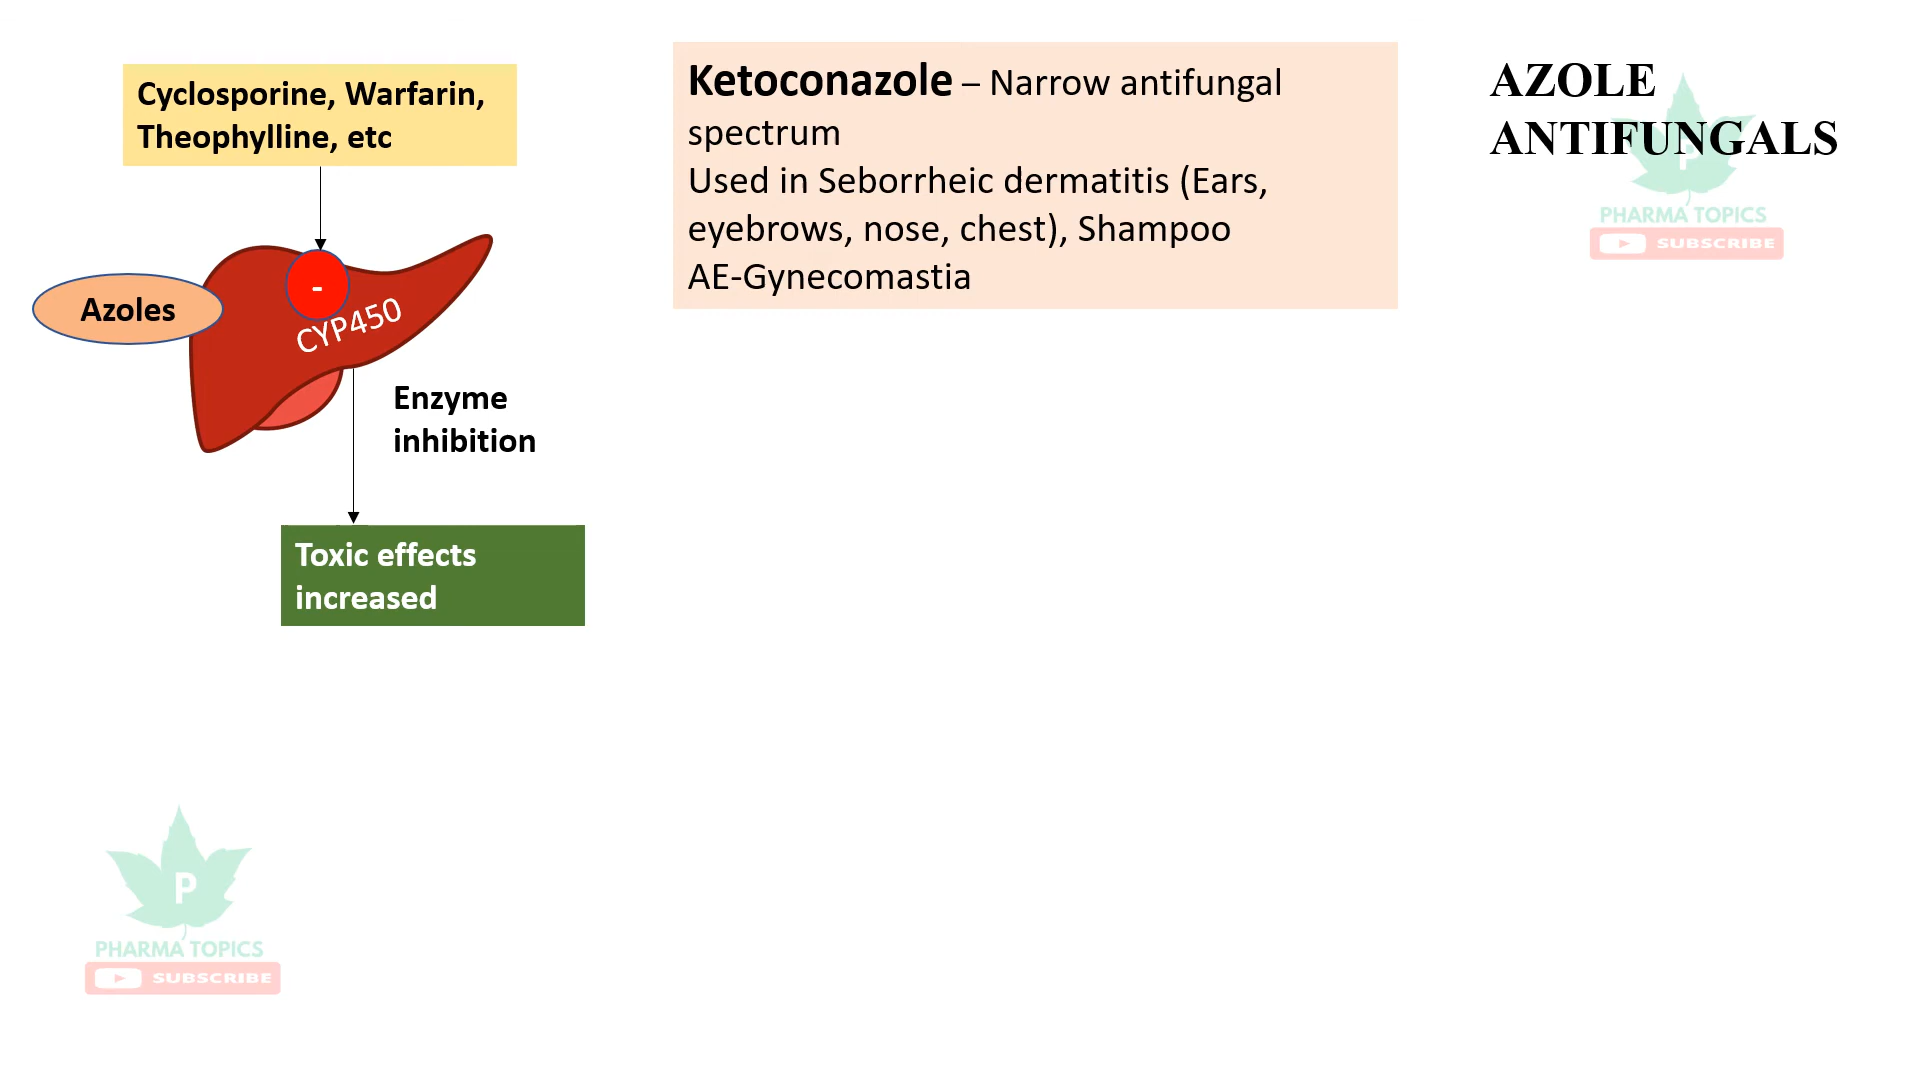 Cyclosporine, Warfarin,
Theophylline, etc
Azoles
-
CYP450
Enzyme
inhibition
Toxic effects
increased
Ketoconazole – Narrow antifungal
spectrum
Used in Seborrheic dermatitis (Ears,
eyebrows, nose, chest), Shampoo
AE-Gynecomastia
AZOLE
ANTIFUNGALS
P
PHARMA TOPICS
SUBSCRIBE
P
PHARMA TOPICS
SUBSCRIBE